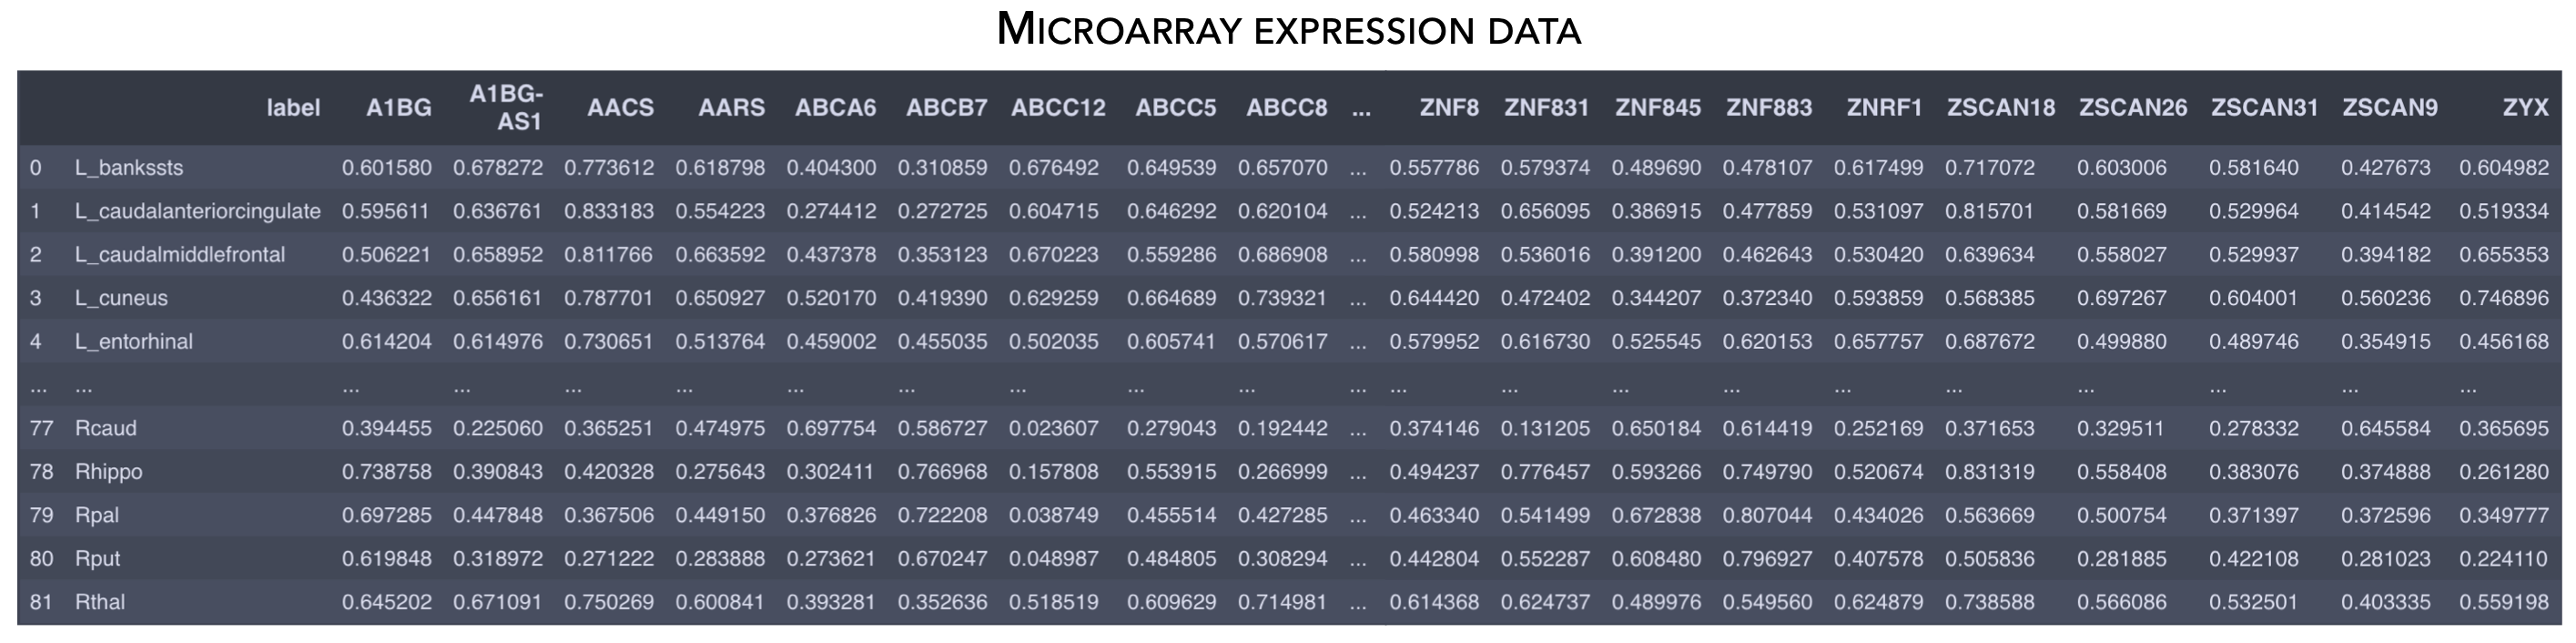 MICROARRAY EXPRESSION DATA
label A1BG A1BG-AS1 AACS AARS ABCA6 ABCB7 ABCC12 ABCC5 ABCC8 ... ZNF8 ZNF831 ZNF845 ZNF883 ZNRF1 ZSCAN18 ZSCAN26 ZSCAN31 ZSCAN9 ZYX
0 L_bankssts 0.601580 0.678272 0.773612 0.618798 0.404300 0.310859 0.676492 0.649539 0.657070 ... 0.557786 0.579374 0.489690 0.478107 0.617499 0.717072 0.603006 0.581640 0.427673 0.604982
1 L_caudalanteriorcingulate 0.595611 0.636761 0.833183 0.554223 0.274412 0.272725 0.604715 0.646292 0.620104 ... 0.524213 0.656095 0.386915 0.477859 0.531097 0.815701 0.581669 0.529964 0.414542 0.519334
2 L_caudalmiddlefrontal 0.506221 0.658952 0.811766 0.663592 0.437378 0.353123 0.670223 0.559286 0.686908 ... 0.580998 0.536016 0.391200 0.462643 0.530420 0.639634 0.558027 0.529937 0.394182 0.655353
3 L_cuneus 0.436322 0.656161 0.787701 0.650927 0.520170 0.419390 0.629259 0.664689 0.739321 ... 0.644420 0.472402 0.344207 0.372340 0.593859 0.568385 0.697267 0.604001 0.560236 0.746896
4 L_entorhinal 0.614204 0.614976 0.730651 0.513764 0.459002 0.455035 0.502035 0.605741 0.570617 ... 0.579952 0.616730 0.525545 0.620153 0.657757 0.687672 0.499880 0.489746 0.354915 0.456168
... ... ... ... ... ... ... ... ... ... ... ... ... ... ... ... ... ... ... ... ... ...
77 Rcaud 0.394455 0.225060 0.365251 0.474975 0.697754 0.586727 0.023607 0.279043 0.192442 ... 0.374146 0.131205 0.650184 0.614419 0.252169 0.371653 0.329511 0.278332 0.645584 0.365695
78 Rhippo 0.738758 0.390843 0.420328 0.275643 0.302411 0.766968 0.157808 0.553915 0.266999 ... 0.494237 0.776457 0.593266 0.749790 0.520674 0.831319 0.558408 0.383076 0.374888 0.261280
79 Rpal 0.697285 0.447848 0.367506 0.449150 0.376826 0.722208 0.038749 0.455514 0.427285 ... 0.463340 0.541499 0.672838 0.807044 0.434026 0.563669 0.500754 0.371397 0.372596 0.349777
80 Rput 0.619848 0.318972 0.271222 0.283888 0.273621 0.670247 0.048987 0.484805 0.308294 ... 0.442804 0.552287 0.608480 0.796927 0.407578 0.505836 0.281885 0.422108 0.281023 0.224110
81 Rthal 0.645202 0.671091 0.750269 0.600841 0.393281 0.352636 0.518519 0.609629 0.714981 ... 0.614368 0.624737 0.489976 0.549560 0.624879 0.738588 0.566086 0.532501 0.403335 0.559198